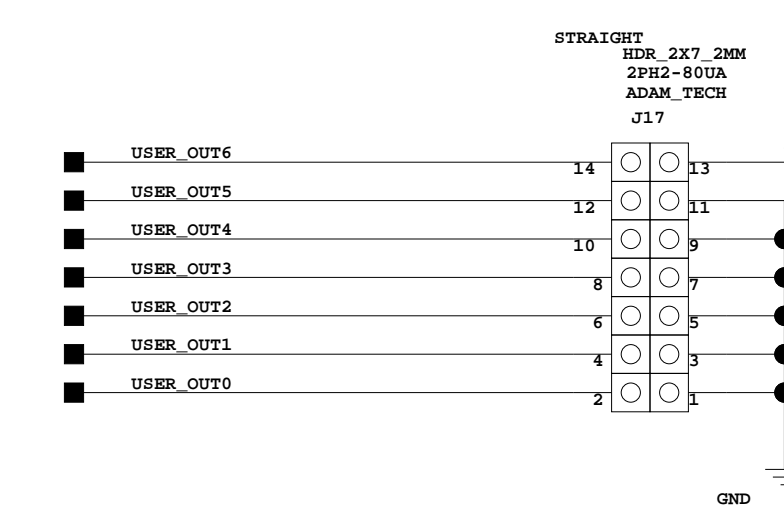 STRAIGHT
HDR_2X7_2MM
2PH2-80UA
ADAM_TECH
J17
USER_OUT6 14 13
USER_OUT5 12 11
USER_OUT4 10 9
USER_OUT3 8 7
USER_OUT2 6 5
USER_OUT1 4 3
USER_OUT0 2 1
GND